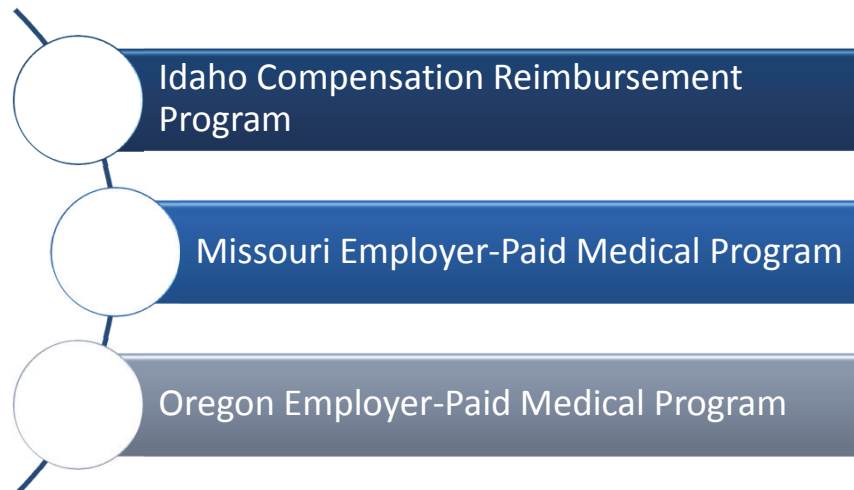 Idaho Compensation Reimbursement
Program
Missouri Employer-Paid Medical Program
Oregon Employer-Paid Medical Program